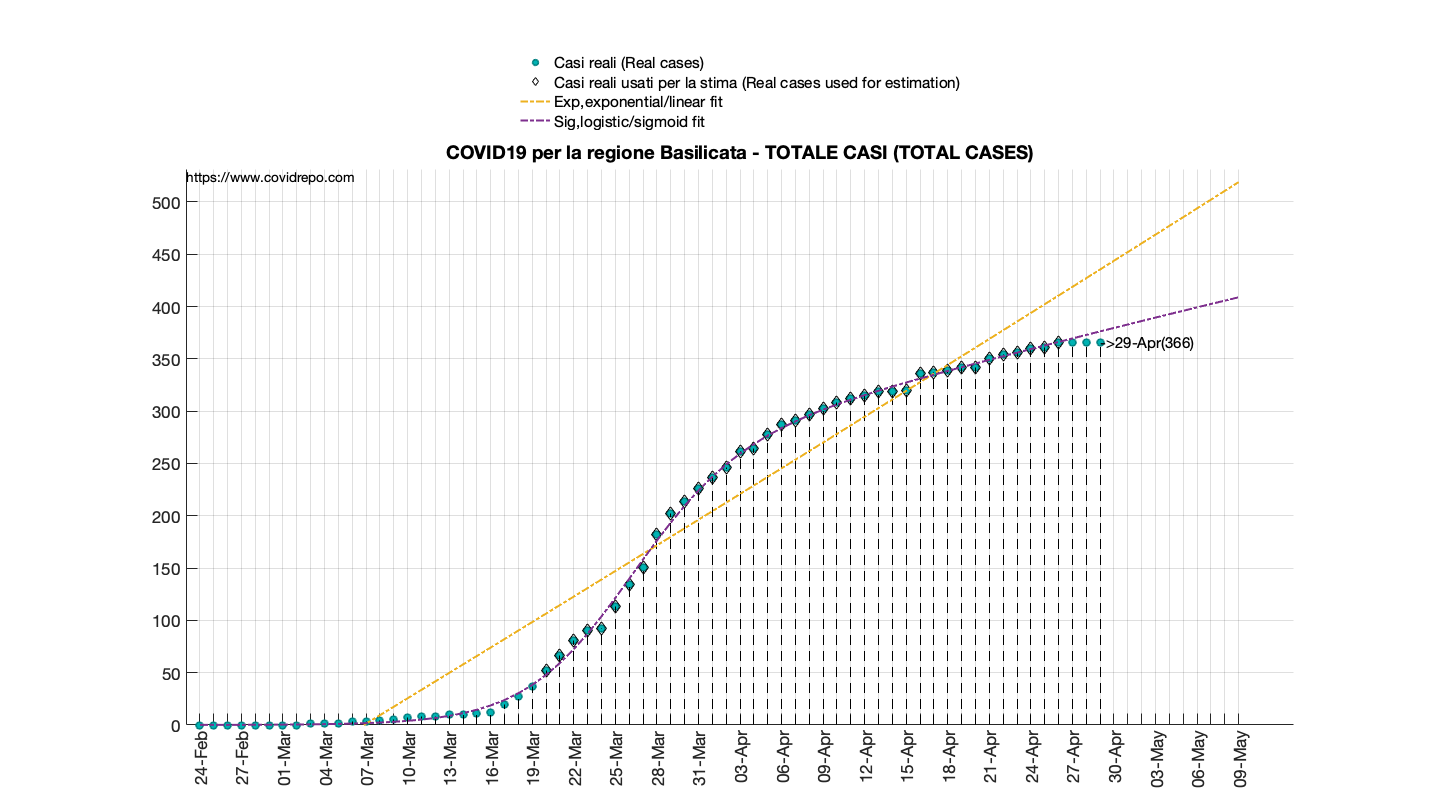 Casi reali (Real cases)
Casi reali usati per la stima (Real cases used for estimation)
Exp,exponential/linear fit
Sig,logistic/sigmoid fit
COVID19 per la regione Basilicata - TOTALE CASI (TOTAL CASES)
https://www.covidrepo.com
500
450
400
350
300
250
200
150
100
50
0
>29-Apr(366)
24-Feb
27-Feb
01-Mar
04-Mar
07-Mar
10-Mar
13-Mar
16-Mar
19-Mar
22-Mar
25-Mar
28-Mar
31-Mar
03-Apr
06-Apr
09-Apr
12-Apr
15-Apr
18-Apr
21-Apr
24-Apr
27-Apr
30-Apr
03-May
06-May
09-May